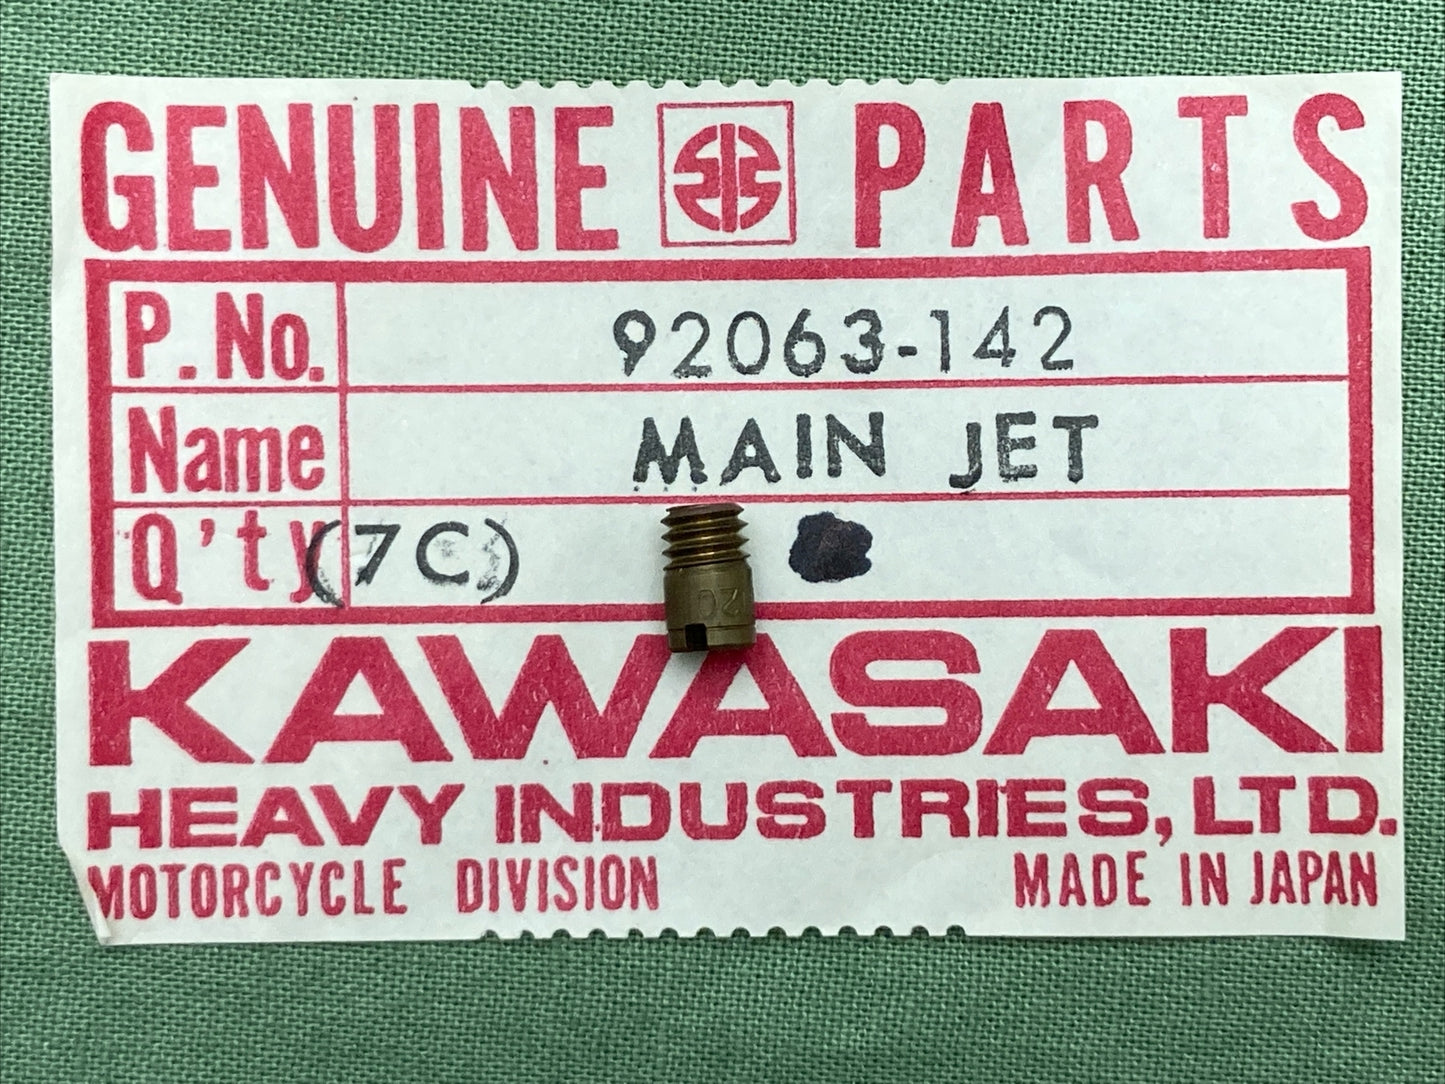 GENUINE PARTS
P. No. 92063-142
Name MAIN JET
Q'ty (7C)
20
KAWASAKI
HEAVY INDUSTRIES, LTD.
MOTORCYCLE DIVISION MADE IN JAPAN